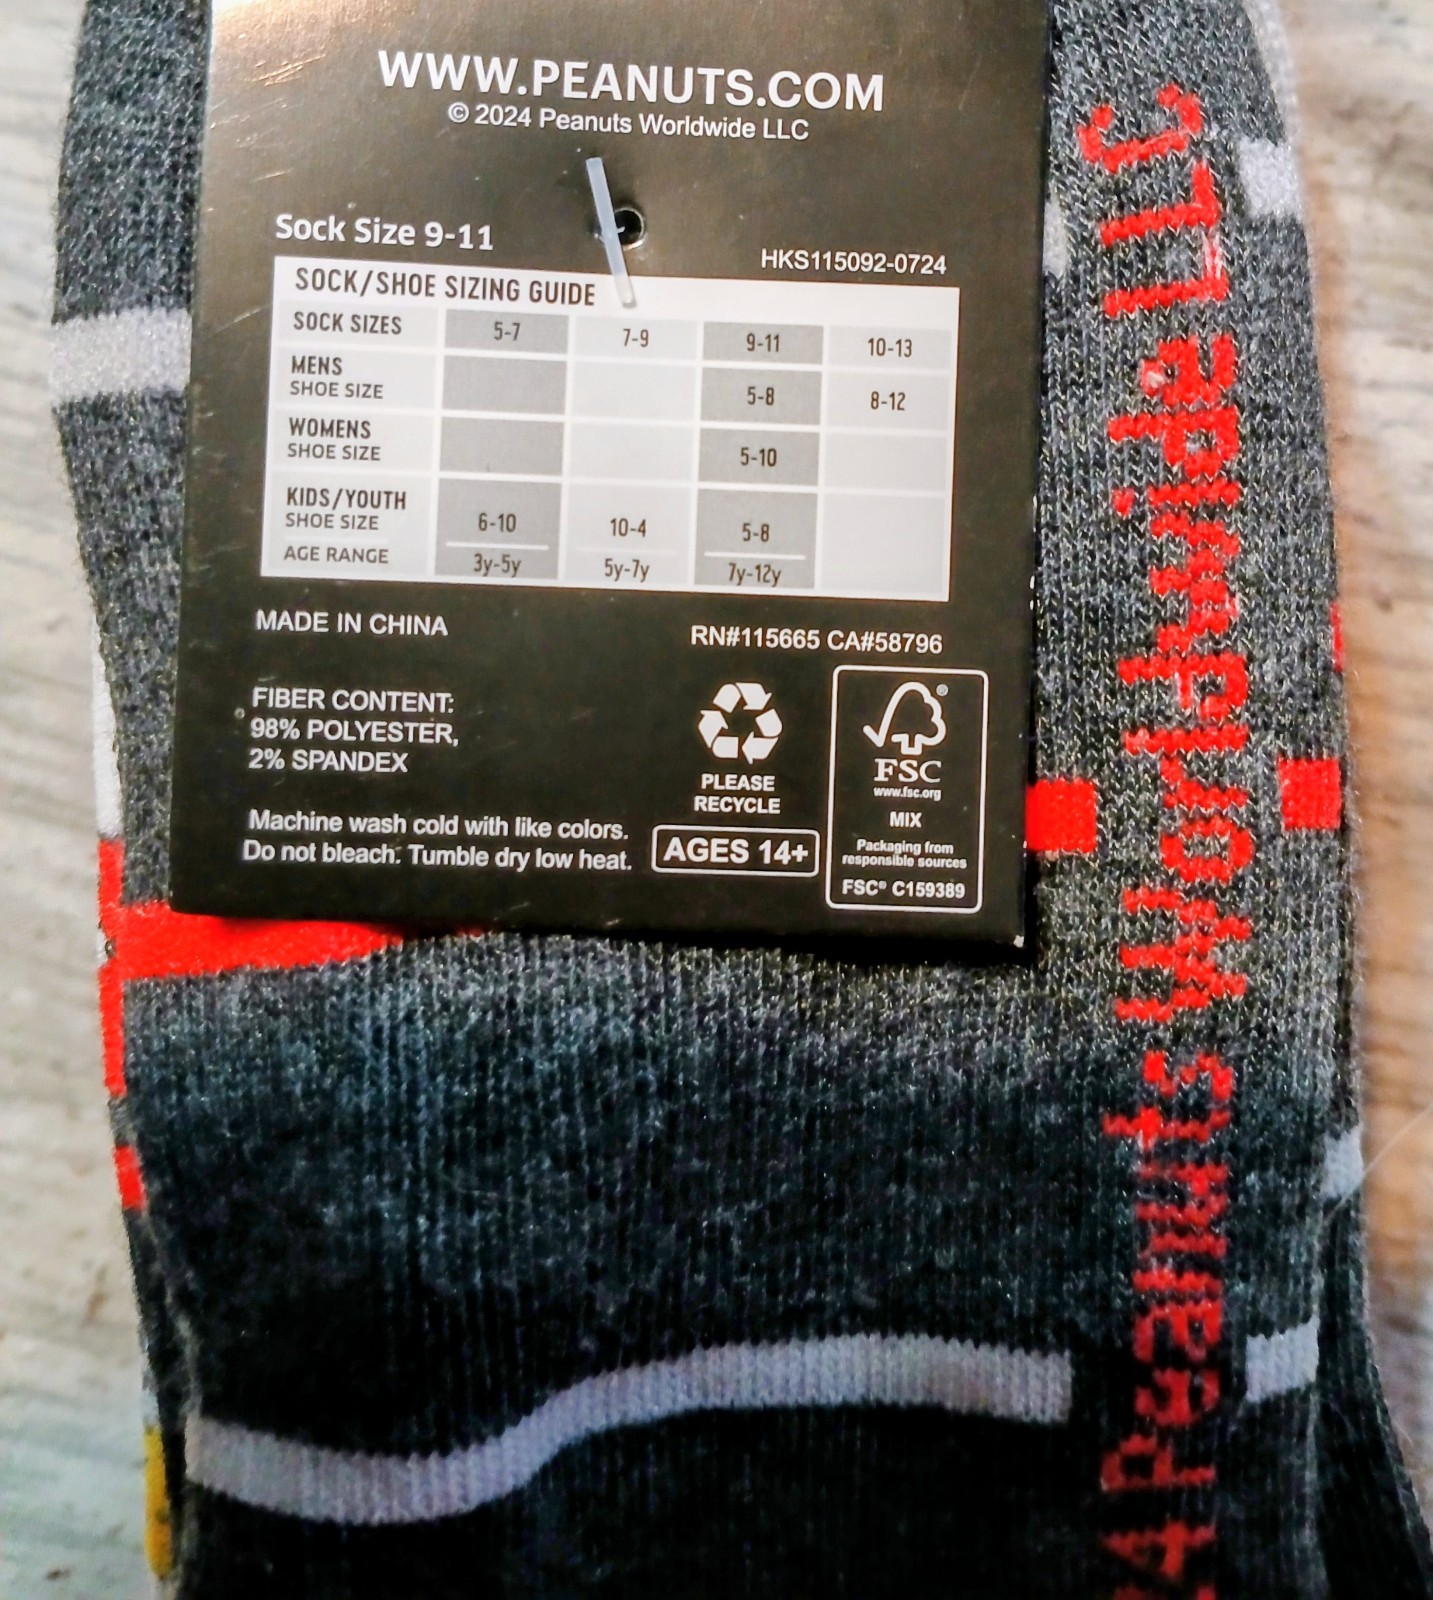 WWW.PEANUTS.COM
© 2024 Peanuts Worldwide LLC
Sock Size 9-11
HKS115092-0724
SOCK/SHOE SIZING GUIDE
SOCK SIZES 5-7 7-9 9-11 10-13
MENS
SHOE SIZE 5-8 8-12
WOMENS
SHOE SIZE 5-10
KIDS/YOUTH
SHOE SIZE 6-10 10-4 5-8
AGE RANGE 3y-5y 5y-7y 7y-12y
MADE IN CHINA
RN#115665 CA#58796
FIBER CONTENT:
98% POLYESTER,
2% SPANDEX
PLEASE
RECYCLE
FSC®
www.fsc.org
MIX
Packaging from
responsible sources
FSC® C159389
Machine wash cold with like colors.
Do not bleach. Tumble dry low heat.
AGES 14+
4 Peanuts Worldwide LLC